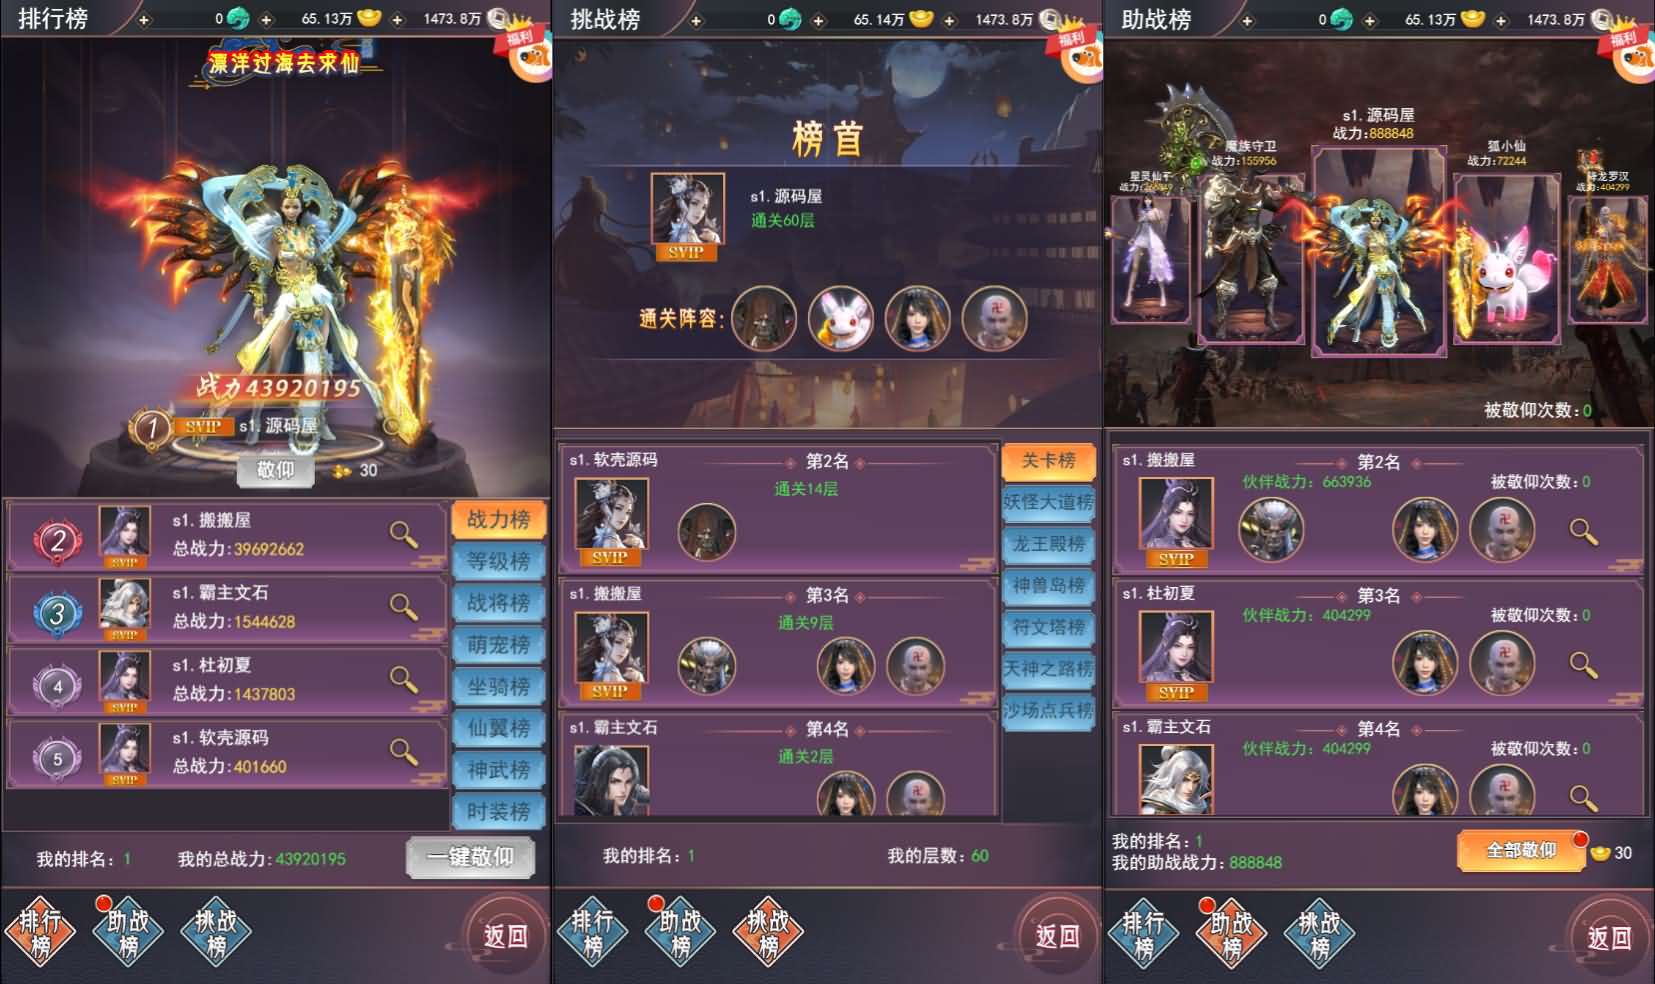 排行榜
0
65.13万
1473.8万
福利
漂洋过海去求仙
战力43920195
1
SVIP
s1.源码屋
敬仰
30
2
SVIP
s1.搬搬屋
总战力:39692662
3
SVIP
s1.霸主文石
总战力:1544628
4
SVIP
s1.杜初夏
总战力:1437803
5
SVIP
s1.软壳源码
总战力:401660
战力榜
等级榜
战将榜
萌宠榜
坐骑榜
仙翼榜
神武榜
时装榜
我的排名:1
我的总战力:43920195
一键敬仰
排行榜
助战榜
挑战榜
返回
挑战榜
0
65.14万
1473.8万
福利
榜首
SVIP
s1.源码屋
通关60层
通关阵容:
s1.软壳源码
第2名
通关14层
SVIP
s1.搬搬屋
第3名
通关9层
SVIP
s1.霸主文石
第4名
通关2层
关卡榜
妖怪大道榜
龙王殿榜
神兽岛榜
符文塔榜
天神之路榜
沙场点兵榜
我的排名:1
我的层数:60
排行榜
助战榜
挑战榜
返回
助战榜
0
65.13万
1473.8万
福利
星灵仙子
魔族守卫
战力:155956
s1.源码屋
战力:888848
狐小仙
战力:72244
降龙罗汉
战力:404299
被敬仰次数:0
s1.搬搬屋
第2名
伙伴战力:663936
被敬仰次数:0
SVIP
s1.杜初夏
第3名
伙伴战力:404299
被敬仰次数:0
SVIP
s1.霸主文石
第4名
伙伴战力:404299
被敬仰次数:0
我的排名:1
我的助战战力:888848
全部敬仰
30
排行榜
助战榜
挑战榜
返回